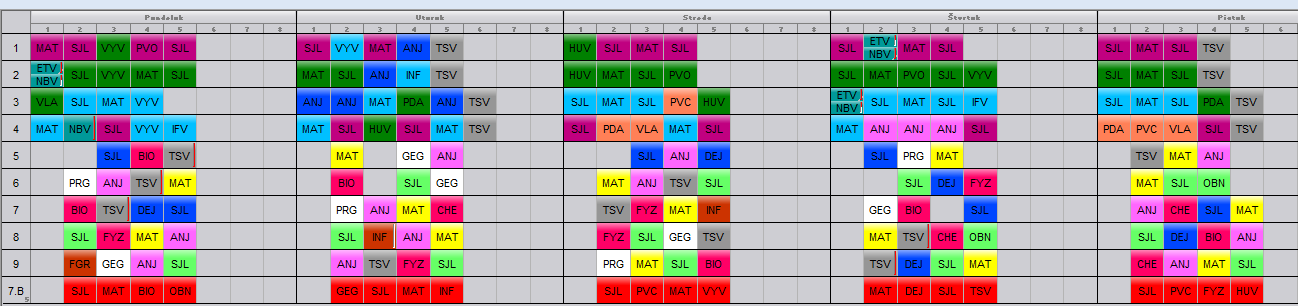 Pondelok Utorok Streda Štvrtok Piatok
1 2 3 4 5 6 7 8 1 2 3 4 5 6 7 8 1 2 3 4 5 6 7 8 1 2 3 4 5 6 7 8 1 2 3 4 5 6
1 MAT SJL VYV PVO SJL SJL VYV MAT ANJ TSV HUV SJL MAT SJL SJL ETV NBV MAT SJL SJL MAT SJL TSV
2 ETV NBV SJL VYV MAT SJL MAT SJL ANJ INF TSV HUV MAT SJL PVO SJL MAT PVO SJL VYV MAT SJL SJL TSV
3 VLA SJL MAT VYV ANJ ANJ MAT PDA ANJ TSV SJL MAT SJL PVC HUV ETV NBV SJL MAT SJL IFV MAT SJL SJL PDA TSV
4 MAT NBV SJL VYV IFV MAT SJL HUV SJL MAT TSV SJL PDA VLA MAT SJL MAT ANJ ANJ ANJ SJL PDA PVC VLA SJL TSV
5 SJL BIO TSV MAT GEG ANJ SJL ANJ DEJ SJL PRG MAT TSV MAT ANJ
6 PRG ANJ TSV MAT BIO SJL GEG MAT ANJ TSV SJL SJL DEJ FYZ MAT SJL OBN
7 BIO TSV DEJ SJL PRG ANJ MAT CHE TSV FYZ MAT INF GEG BIO SJL ANJ CHE SJL MAT
8 SJL FYZ MAT ANJ SJL INF ANJ MAT FYZ SJL GEG TSV MAT TSV CHE OBN SJL DEJ BIO ANJ
9 FGR GEG ANJ SJL ANJ TSV FYZ SJL PRG MAT SJL BIO TSV DEJ SJL MAT CHE ANJ MAT SJL
7.B s SJL MAT BIO OBN GEG SJL MAT INF SJL PVC MAT VYV MAT DEJ SJL TSV SJL PVC FYZ HUV